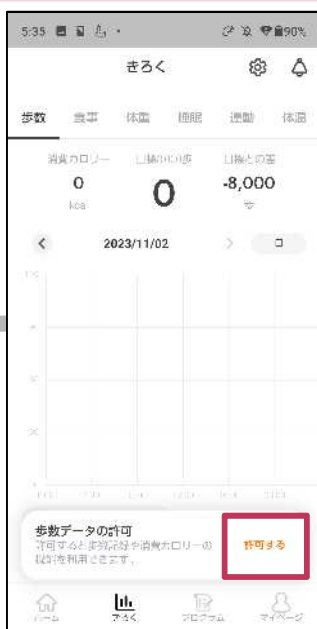 5:35
90%
きろく
歩数 食事 体重 睡眠 運動 体温
消費カロリー 目標8000歩 目標との差
0 0 -8,000
kcal 歩
2023/11/02
歩数データの許可
許可すると歩数記録や消費カロリーの
機能を利用できます。
許可する
ホーム きろく プログラム マイページ